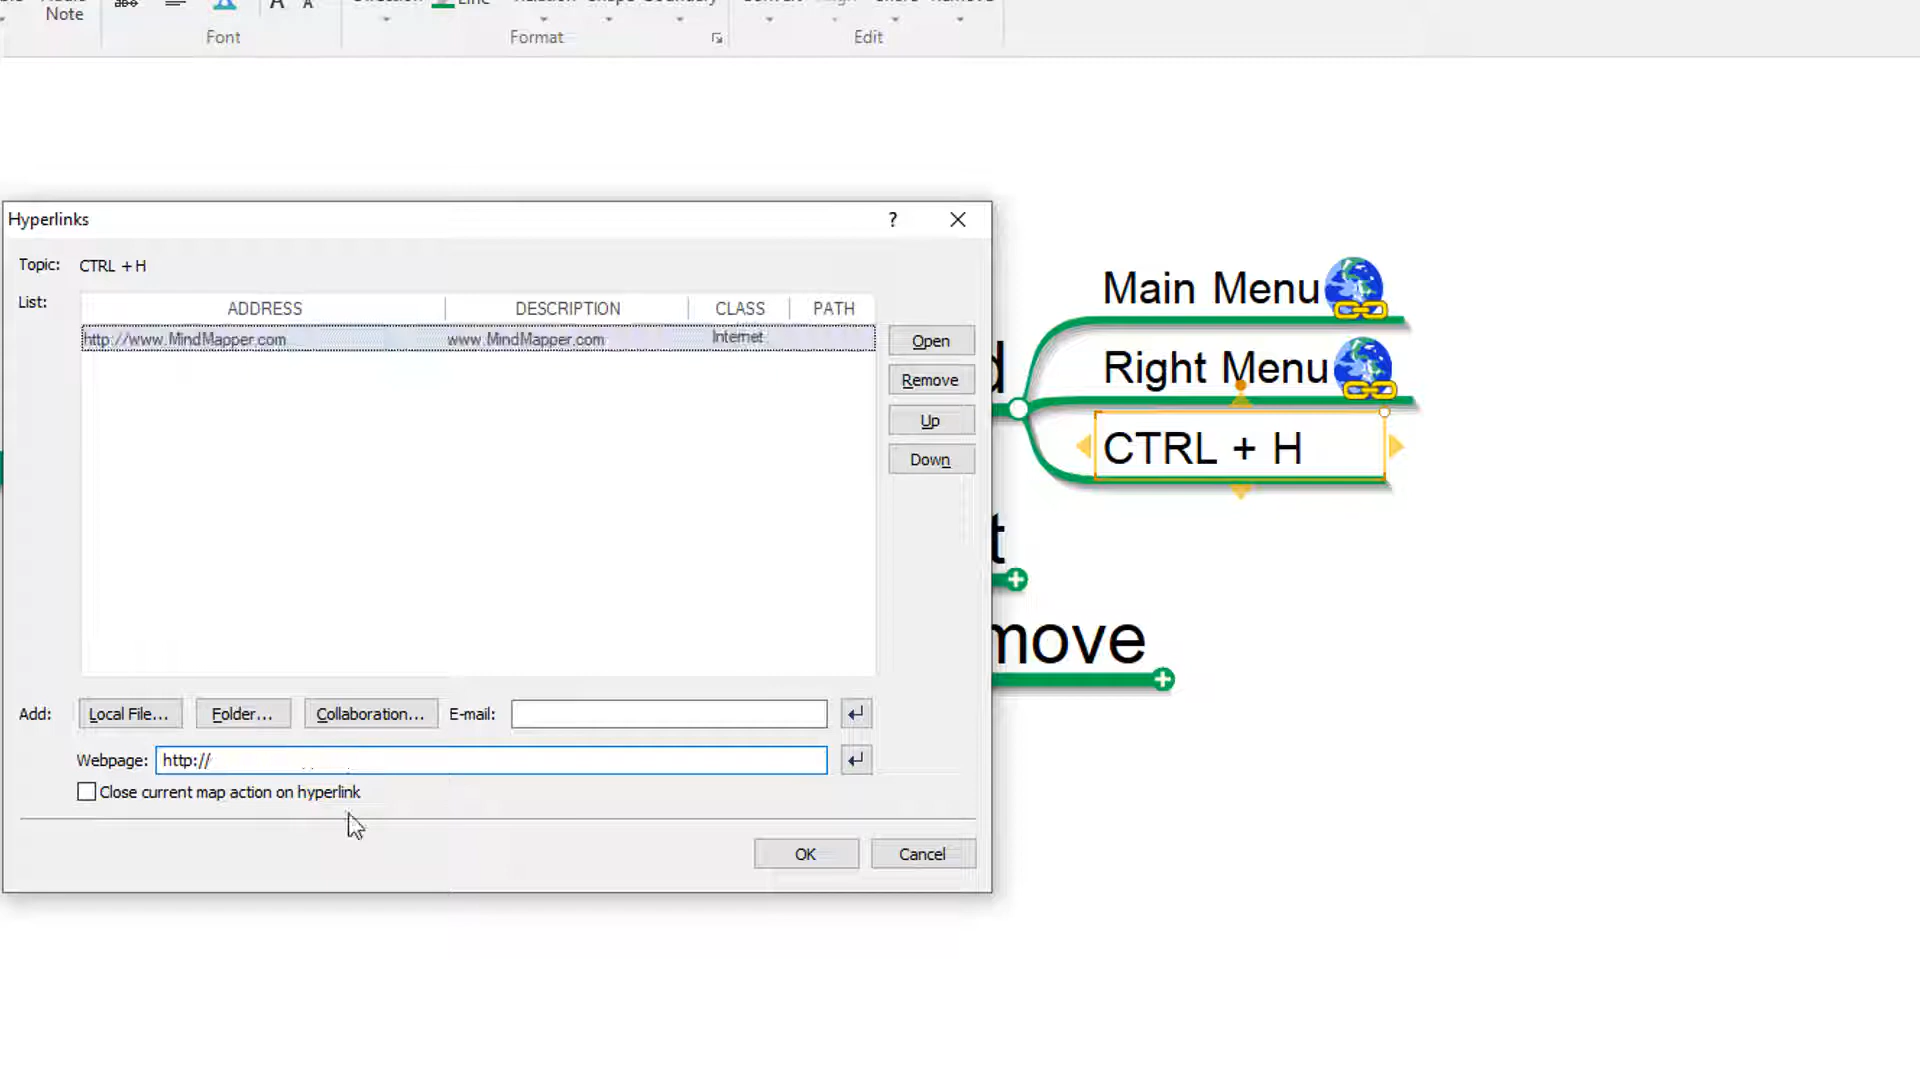 Note
Font
Format
Edit
Hyperlinks
?
Topic: CTRL + H
List:
ADDRESS DESCRIPTION CLASS PATH
http://www.MindMapper.com www.MindMapper.com Internet
Open
Remove
Up
Down
Add: Local File... Folder... Collaboration... E-mail:
Webpage: http://
Close current map action on hyperlink
OK Cancel
Main Menu
Right Menu
CTRL + H